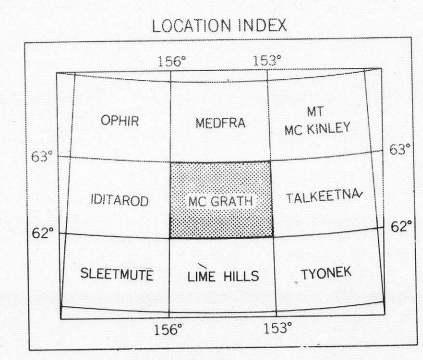 LOCATION INDEX
156° 153°
OPHIR MEDFRA MT
MC KINLEY
63° 63°
IDITAROD MC GRATH TALKEETNA
62° 62°
SLEETMUTE LIME HILLS TYONEK
156° 153°